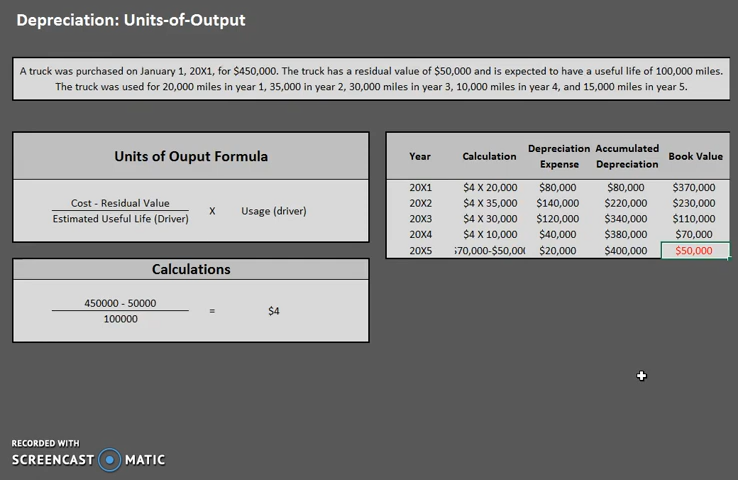 Depreciation: Units-of-Output
A truck was purchased on January 1, 20X1, for $450,000. The truck has a residual value of $50,000 and is expected to have a useful life of 100,000 miles.
The truck was used for 20,000 miles in year 1, 35,000 in year 2, 30,000 miles in year 3, 10,000 miles in year 4, and 15,000 miles in year 5.
Units of Ouput Formula
Cost - Residual Value
Estimated Useful Life (Driver)
X Usage (driver)
Calculations
450000 - 50000
100000
= $4
Year Calculation Depreciation Expense Accumulated Depreciation Book Value
20X1 $4 X 20,000 $80,000 $80,000 $370,000
20X2 $4 X 35,000 $140,000 $220,000 $230,000
20X3 $4 X 30,000 $120,000 $340,000 $110,000
20X4 $4 X 10,000 $40,000 $380,000 $70,000
20X5 $70,000-$50,000 $20,000 $400,000 $50,000
RECORDED WITH
SCREENCAST MATIC